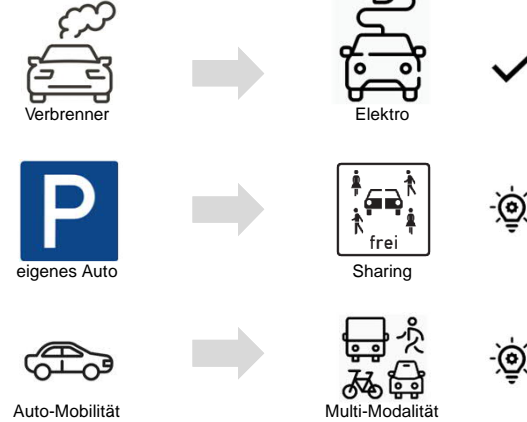 Verbrenner
Elektro
P
eigenes Auto
frei
Sharing
Auto-Mobilität
Multi-Modalität